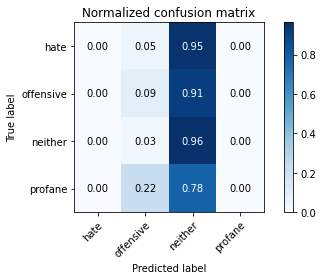 Normalized confusion matrix
True label
hate 0.00 0.05 0.95 0.00
offensive 0.00 0.09 0.91 0.00
neither 0.00 0.03 0.96 0.00
profane 0.00 0.22 0.78 0.00
hate offensive neither profane
Predicted label
0.8
0.6
0.4
0.2
0.0